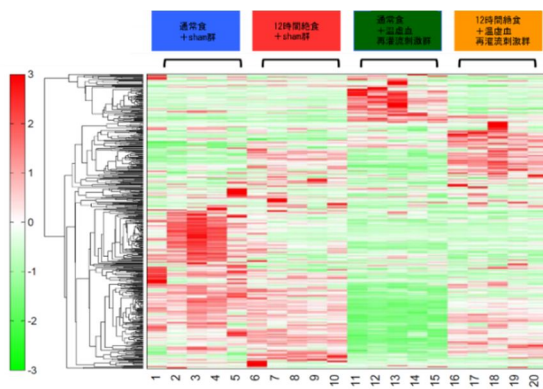 通常食
+sham群
12時間絶食
+sham群
通常食
+温虚血
再灌流刺激群
12時間絶食
+温虚血
再灌流刺激群
3
2
1
0
-1
-2
-3
1 2 3 4 5 6 7 8 9 10 11 12 13 14 15 16 17 18 19 20